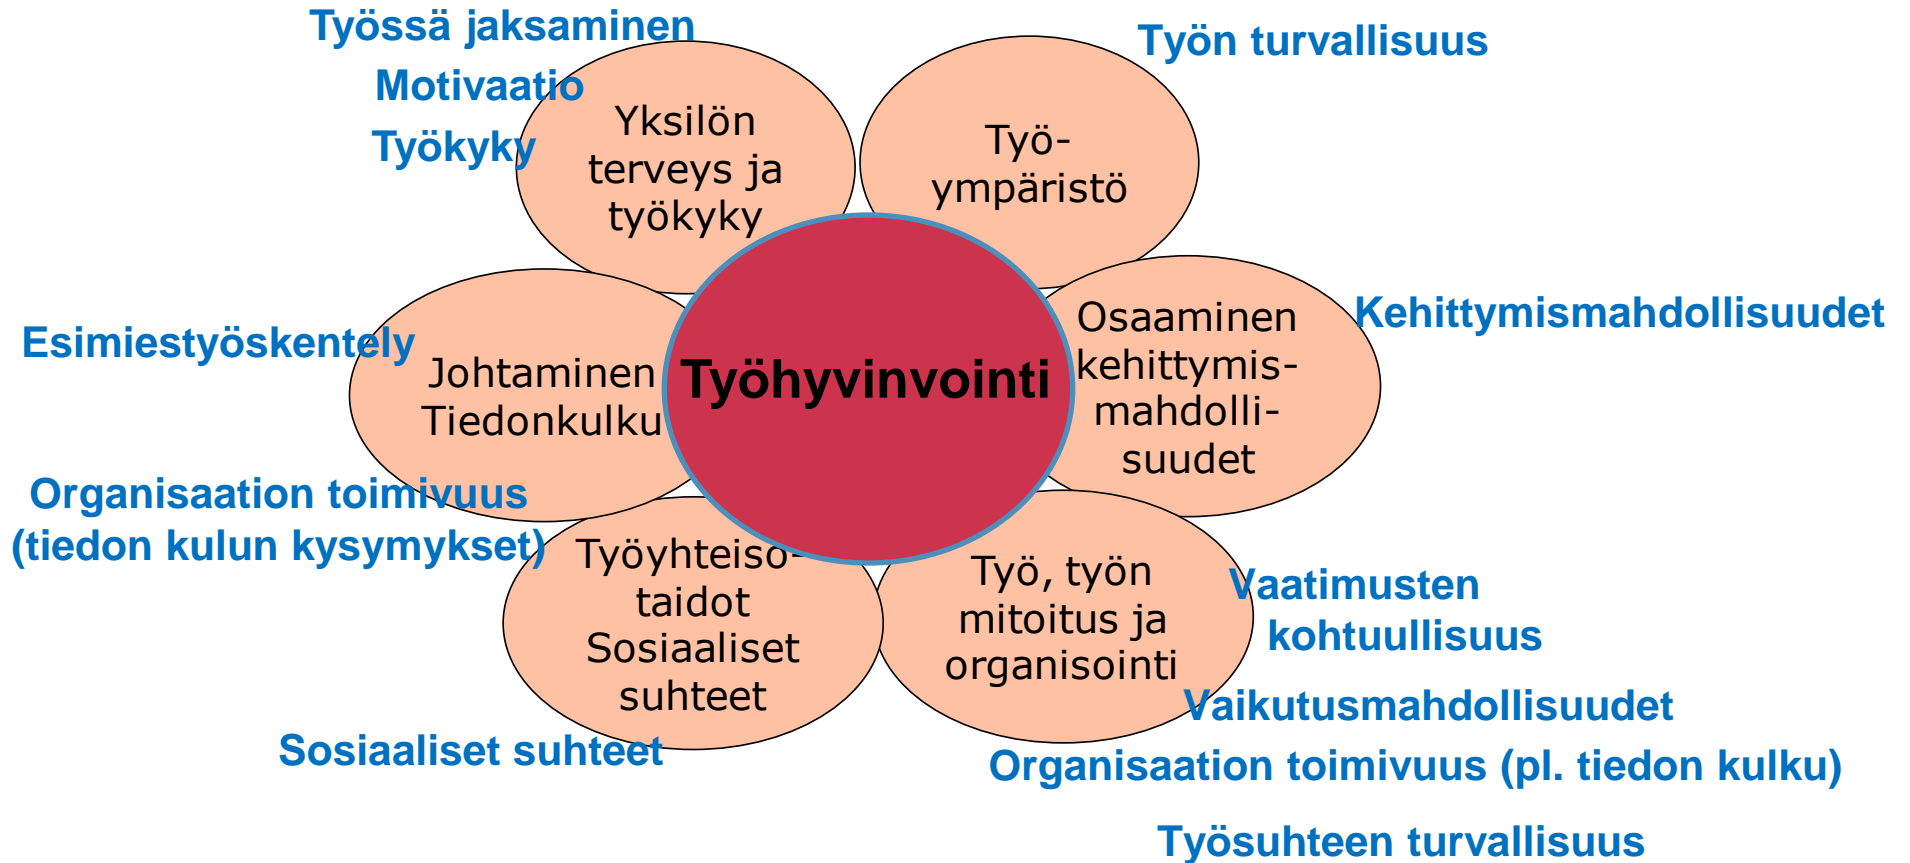 Työssä jaksaminen
Motivaatio
Työkyky
Yksilön
terveys ja
työkyky
Työn turvallisuus
Työ-
ympäristö
Esimiestyöskentely
Johtaminen
Tiedonkulku
Työhyvinvointi
Osaaminen
kehittymis-
mahdolli-
suudet
Kehittymismahdollisuudet
Organisaation toimivuus
(tiedon kulun kysymykset)
Työyhteisö-
taidot
Sosiaaliset
suhteet
Sosiaaliset suhteet
Työ, työn
mitoitus ja
organisointi
Vaatimusten
kohtuullisuus
Vaikutusmahdollisuudet
Organisaation toimivuus (pl. tiedon kulku)
Työsuhteen turvallisuus